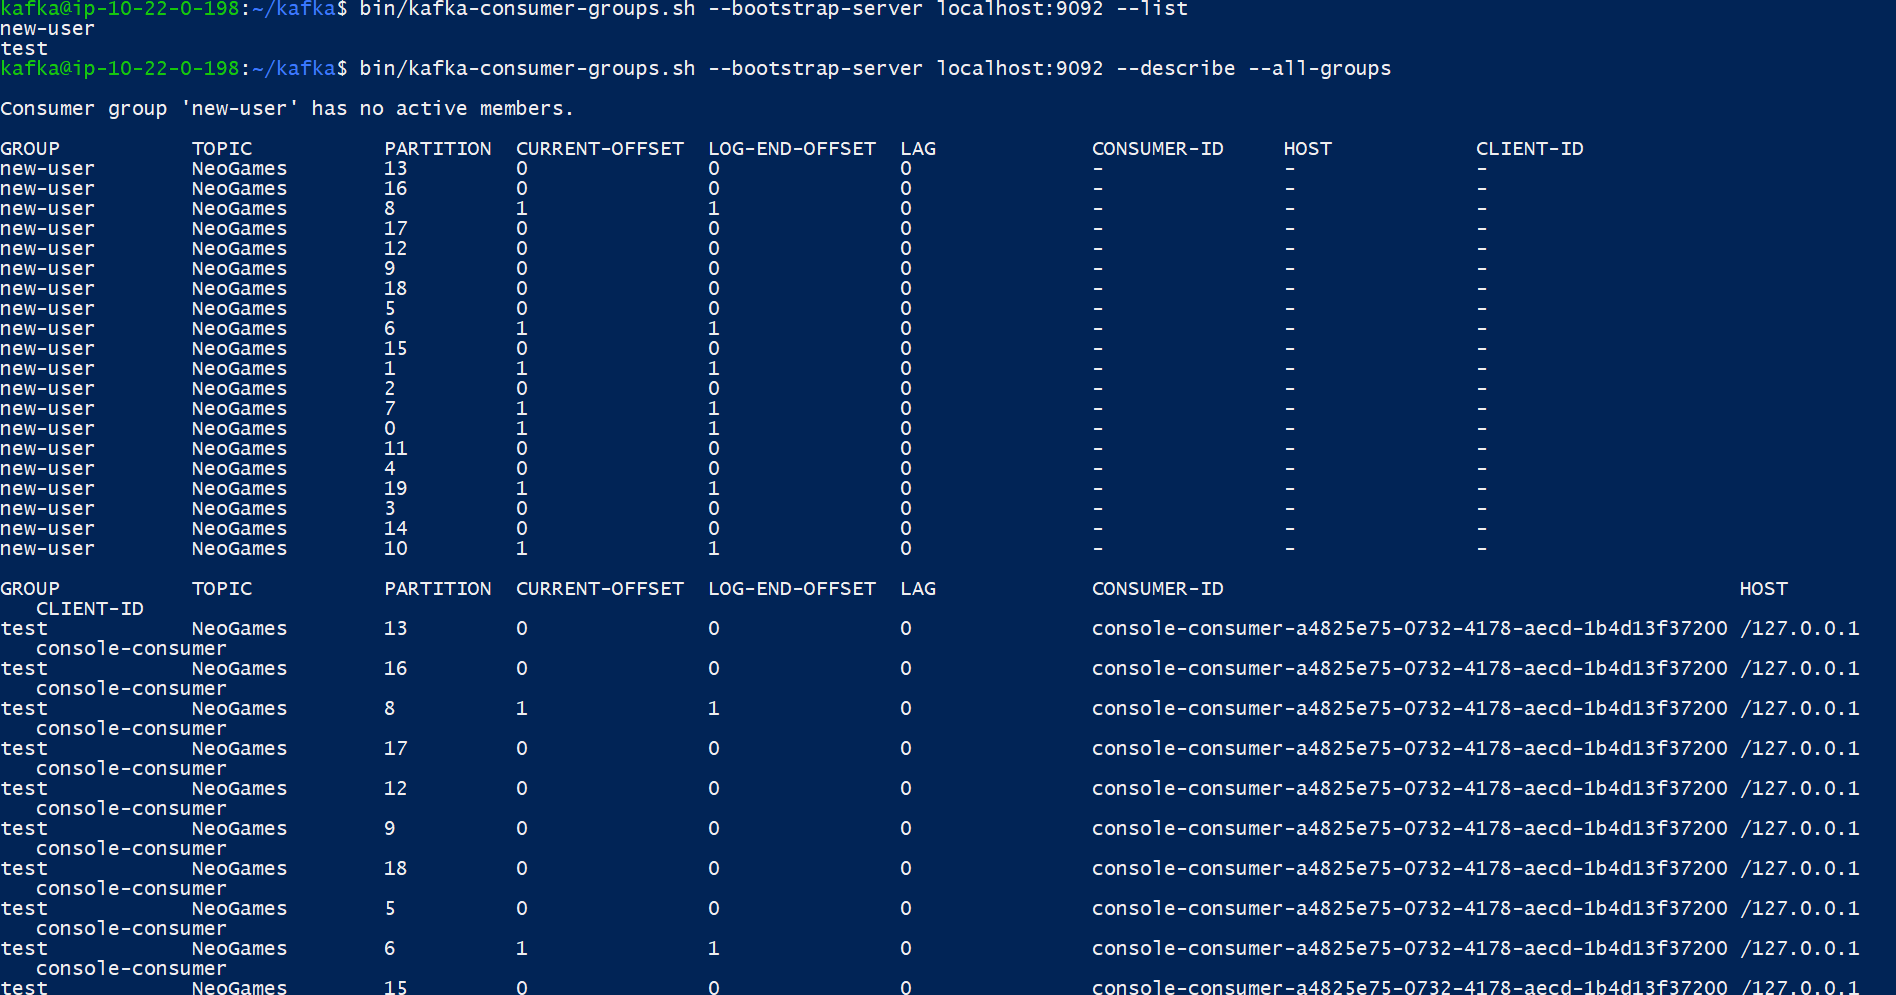 kafka@ip-10-22-0-198:~/kafka$ bin/kafka-consumer-groups.sh --bootstrap-server localhost:9092 --list
new-user
test
kafka@ip-10-22-0-198:~/kafka$ bin/kafka-consumer-groups.sh --bootstrap-server localhost:9092 --describe --all-groups
Consumer group 'new-user' has no active members.
GROUP TOPIC PARTITION CURRENT-OFFSET LOG-END-OFFSET LAG CONSUMER-ID HOST CLIENT-ID
new-user NeoGames 13 0 0 0 - - -
new-user NeoGames 16 0 0 0 - - -
new-user NeoGames 8 1 1 0 - - -
new-user NeoGames 17 0 0 0 - - -
new-user NeoGames 12 0 0 0 - - -
new-user NeoGames 9 0 0 0 - - -
new-user NeoGames 18 0 0 0 - - -
new-user NeoGames 5 0 0 0 - - -
new-user NeoGames 6 1 1 0 - - -
new-user NeoGames 15 0 0 0 - - -
new-user NeoGames 1 1 1 0 - - -
new-user NeoGames 2 0 0 0 - - -
new-user NeoGames 7 1 1 0 - - -
new-user NeoGames 0 1 1 0 - - -
new-user NeoGames 11 0 0 0 - - -
new-user NeoGames 4 0 0 0 - - -
new-user NeoGames 19 1 1 0 - - -
new-user NeoGames 3 0 0 0 - - -
new-user NeoGames 14 0 0 0 - - -
new-user NeoGames 10 1 1 0 - - -
GROUP TOPIC PARTITION CURRENT-OFFSET LOG-END-OFFSET LAG CONSUMER-ID HOST
CLIENT-ID
test NeoGames 13 0 0 0 console-consumer-a4825e75-0732-4178-aecd-1b4d13f37200 /127.0.0.1
console-consumer
test NeoGames 16 0 0 0 console-consumer-a4825e75-0732-4178-aecd-1b4d13f37200 /127.0.0.1
console-consumer
test NeoGames 8 1 1 0 console-consumer-a4825e75-0732-4178-aecd-1b4d13f37200 /127.0.0.1
console-consumer
test NeoGames 17 0 0 0 console-consumer-a4825e75-0732-4178-aecd-1b4d13f37200 /127.0.0.1
console-consumer
test NeoGames 12 0 0 0 console-consumer-a4825e75-0732-4178-aecd-1b4d13f37200 /127.0.0.1
console-consumer
test NeoGames 9 0 0 0 console-consumer-a4825e75-0732-4178-aecd-1b4d13f37200 /127.0.0.1
console-consumer
test NeoGames 18 0 0 0 console-consumer-a4825e75-0732-4178-aecd-1b4d13f37200 /127.0.0.1
console-consumer
test NeoGames 5 0 0 0 console-consumer-a4825e75-0732-4178-aecd-1b4d13f37200 /127.0.0.1
console-consumer
test NeoGames 6 1 1 0 console-consumer-a4825e75-0732-4178-aecd-1b4d13f37200 /127.0.0.1
console-consumer
test NeoGames 15 0 0 0 console-consumer-a4825e75-0732-4178-aecd-1b4d13f37200 /127.0.0.1